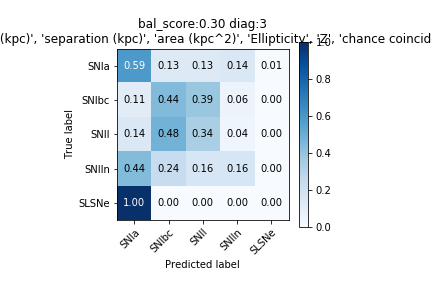 bal_score:0.30 diag:3
(kpc)', 'separation (kpc)', 'area (kpc^2)', 'Ellipticity', 'Z', 'chance coincid
1.0
SNIa 0.59 0.13 0.13 0.14 0.01
0.8
SNIbc 0.11 0.44 0.39 0.06 0.00
0.6
True label
SNII 0.14 0.48 0.34 0.04 0.00
0.4
SNIIn 0.44 0.24 0.16 0.16 0.00
0.2
SLSNe 1.00 0.00 0.00 0.00 0.00
0.0
SNIa SNIbc SNII SNIIn SLSNe
Predicted label